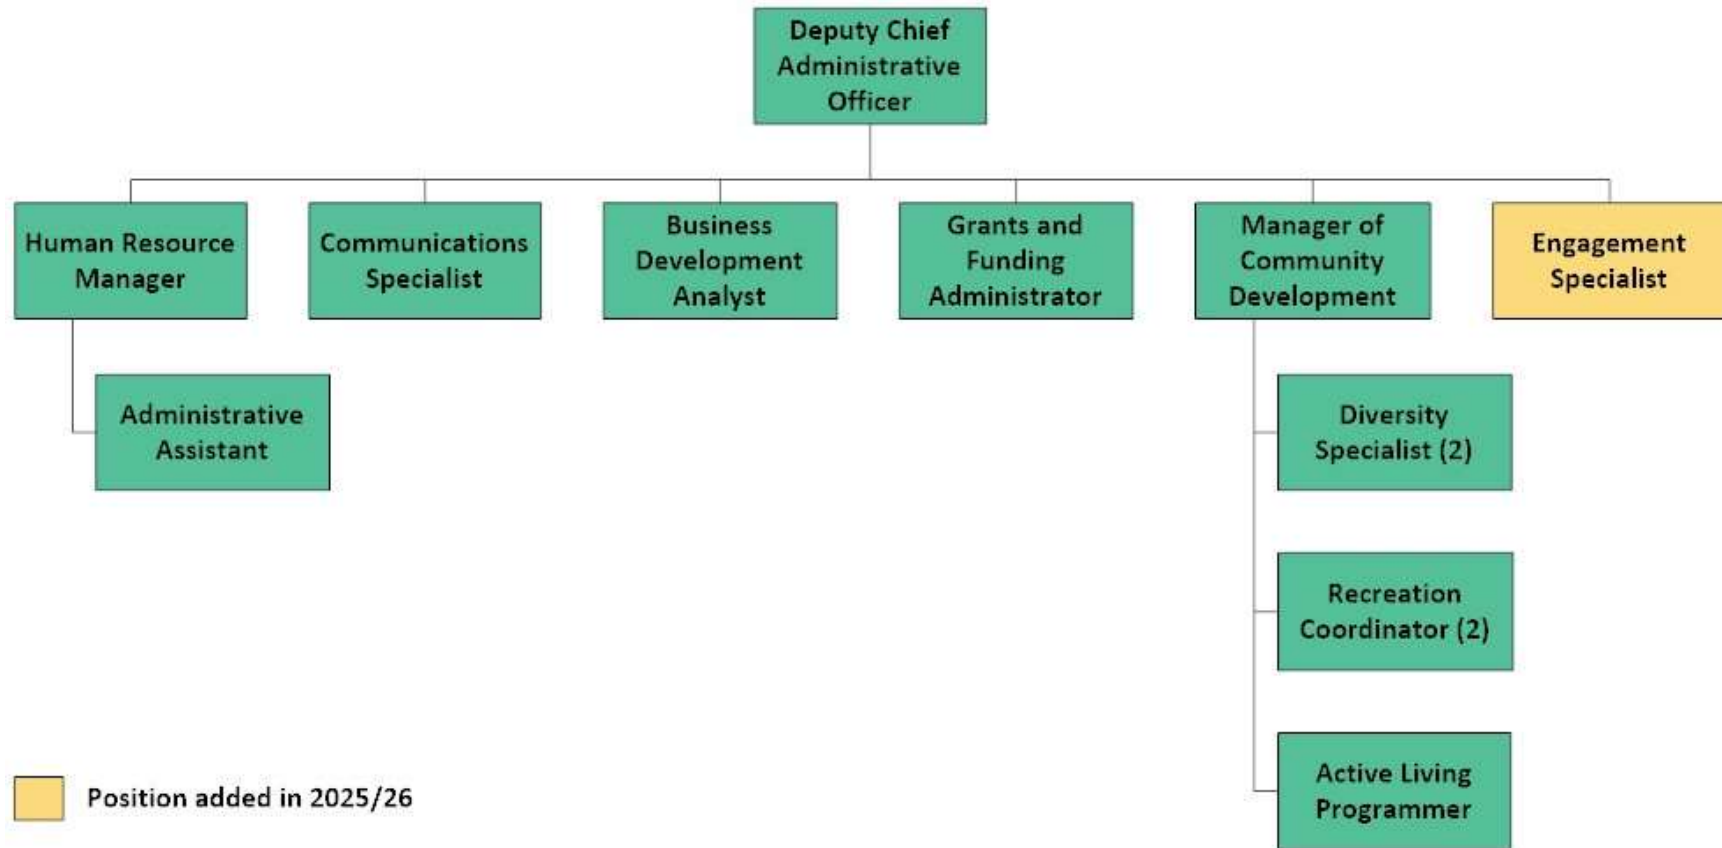 Deputy Chief
Administrative
Officer
Human Resource
Manager
Communications
Specialist
Business
Development
Analyst
Grants and
Funding
Administrator
Manager of
Community
Development
Engagement
Specialist
Administrative
Assistant
Diversity
Specialist (2)
Recreation
Coordinator (2)
Active Living
Programmer
Position added in 2025/26